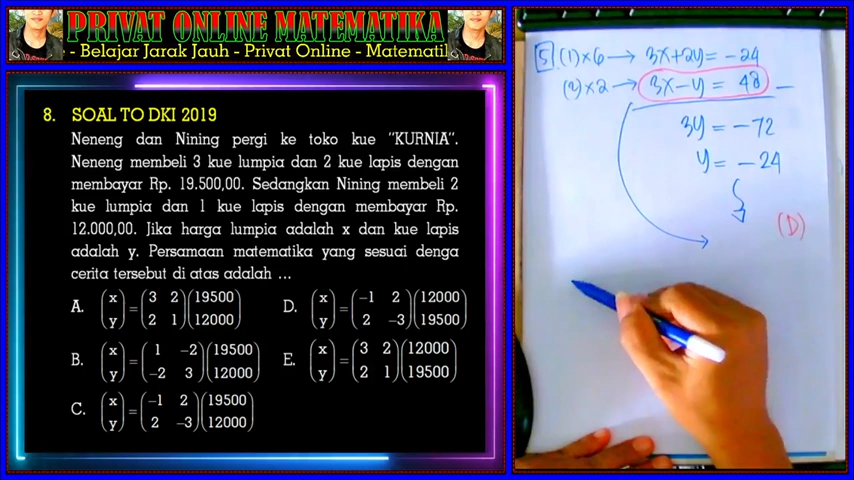 PRIVAT ONLINE MATEMATIKA
- Belajar Jarak Jauh - Privat Online - Matematil
8. SOAL TO DKI 2019
Neneng dan Nining pergi ke toko kue "KURNIA".
Neneng membeli 3 kue lumpia dan 2 kue lapis dengan
membayar Rp. 19.500,00. Sedangkan Nining membeli 2
kue lumpia dan 1 kue lapis dengan membayar Rp.
12.000,00. Jika harga lumpia adalah x dan kue lapis
adalah y. Persamaan matematika yang sesuai denga
cerita tersebut di atas adalah ...
A. (x y) = (3 2 2 1)(19500 12000)
D. (x y) = (-1 2 2 -3)(12000 19500)
B. (x y) = (1 -2 -2 3)(19500 12000)
E. (x y) = (3 2 2 1)(12000 19500)
C. (x y) = (-1 2 2 -3)(19500 12000)
5 (1)×6 → 3x+2y = -24
(2)×2 → 3x-y = 48 -
3y = -72
y = -24
(D)